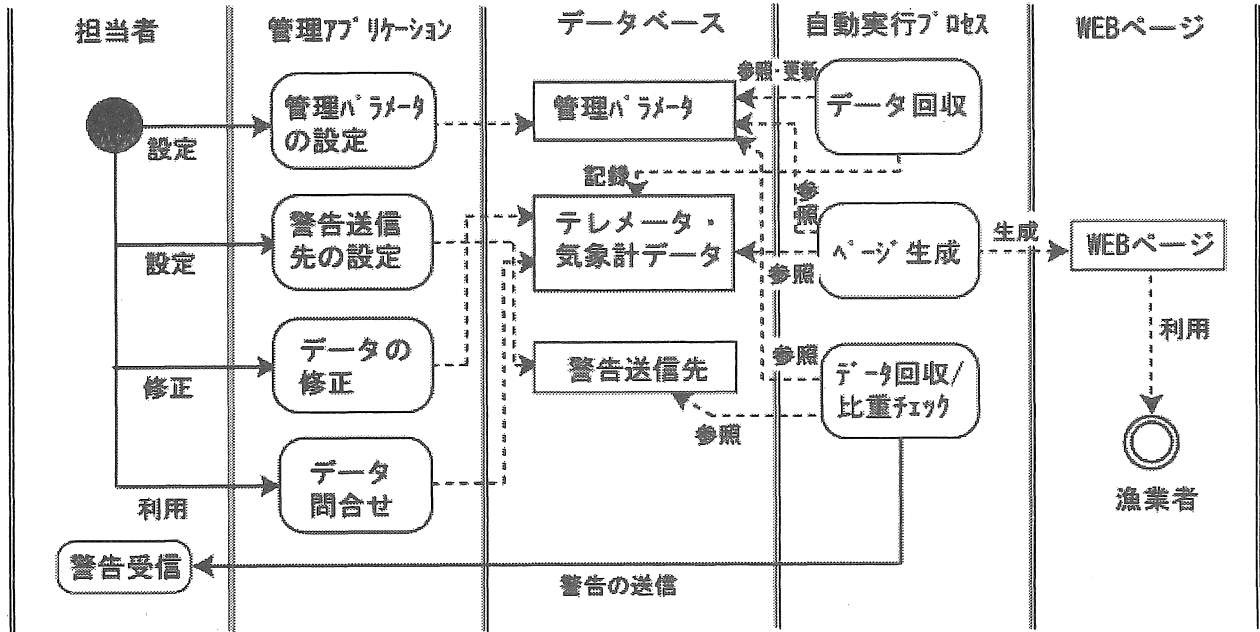 担当者
管理アプリケーション
データベース
自動実行プロセス
WEBページ
管理パラメータ
の設定
設定
管理パラメータ
参照・更新
データ回収
記録
警告送信
先の設定
設定
テレメータ・
気象計データ
参
照
参照
ページ生成
生成
WEBページ
利用
データの
修正
修正
警告送信先
参照
参照
データ回収/
比重チェック
漁業者
データ
問合せ
利用
警告受信
警告の送信